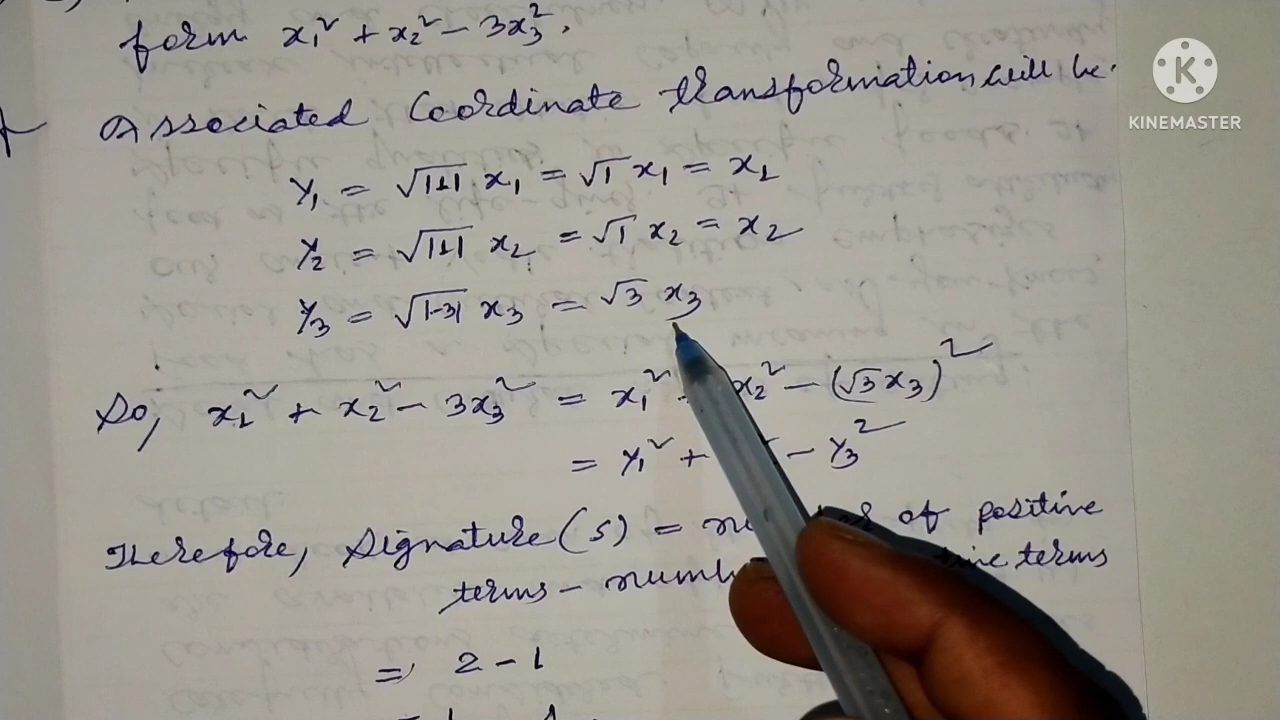 form x₁² + x₂² - 3x₃².
KINEMASTER
Associated Coordinate transformation will be.
Y₁ = √|1| x₁ = √1 x₁ = x₁
Y₂ = √|1| x₂ = √1 x₂ = x₂
Y₃ = √|-3| x₃ = √3 x₃
So, x₁² + x₂² - 3x₃² = x₁² x₂² - (√3 x₃)²
= Y₁² + - Y₃²
Therefore, Signature (s) = of positive
terms - terms
= 2 - 1